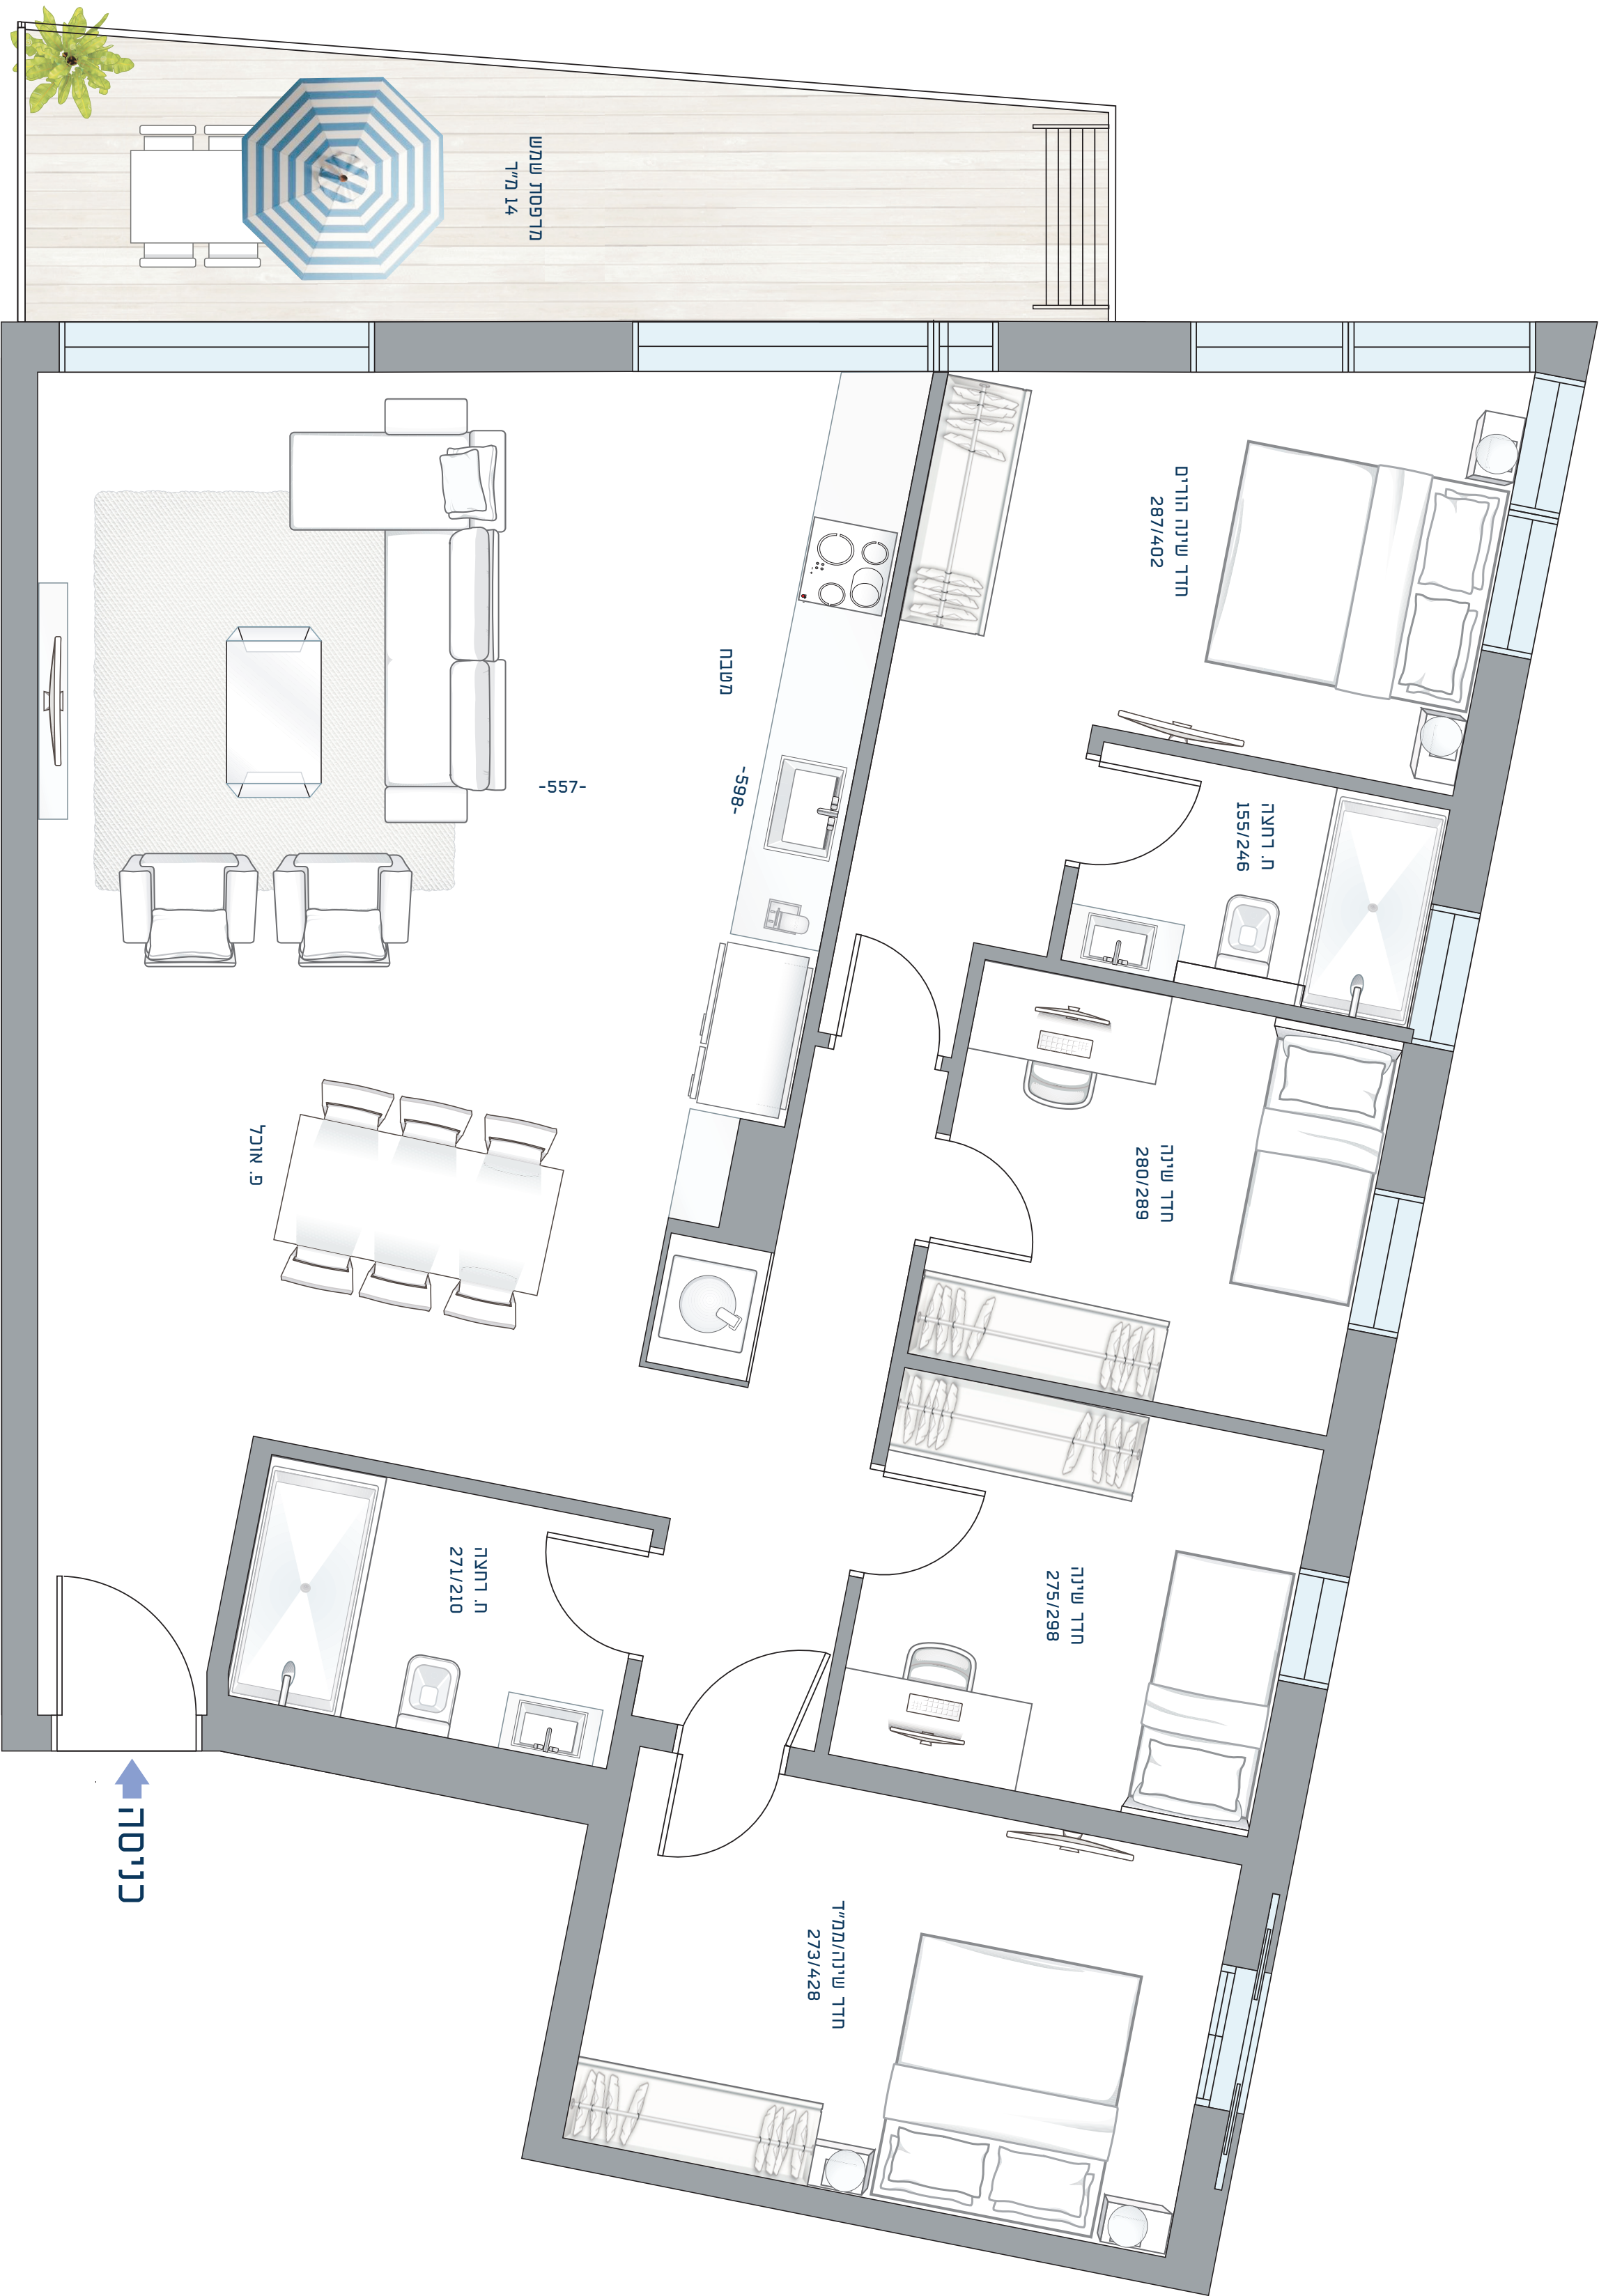 מרפסת שמש
14 מ"ר
חדר שינה הורים
287/402
מטבח
-598-
-557-
ח. רחצה
155/246
פ. אוכל
חדר שינה
280/289
ח. רחצה
271/210
חדר שינה
275/298
כניסה
חדר שינה/ממ"ד
273/428